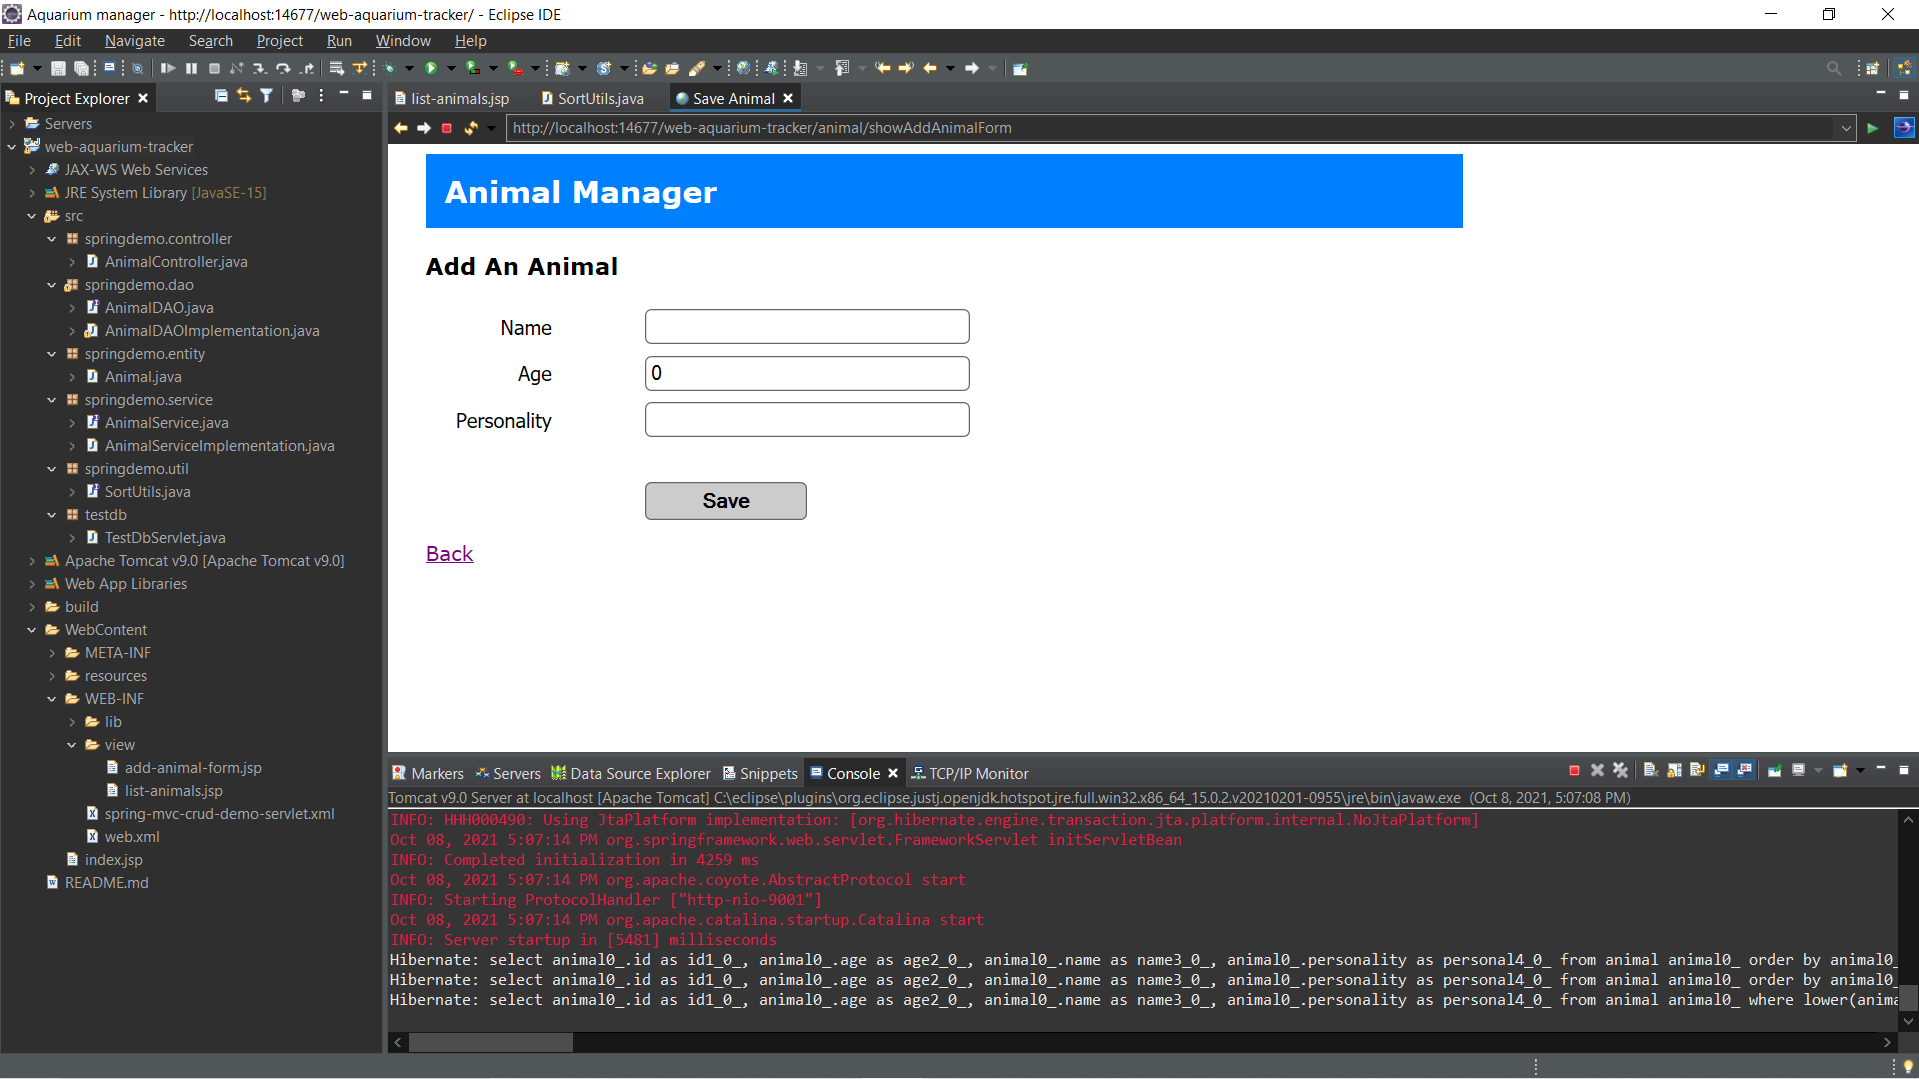 Aquarium manager - http://localhost:14677/web-aquarium-tracker/ - Eclipse IDE
File Edit Navigate Search Project Run Window Help
Project Explorer
Servers
web-aquarium-tracker
JAX-WS Web Services
JRE System Library [JavaSE-15]
src
springdemo.controller
AnimalController.java
springdemo.dao
AnimalDAO.java
AnimalDAOImplementation.java
springdemo.entity
Animal.java
springdemo.service
AnimalService.java
AnimalServiceImplementation.java
springdemo.util
SortUtils.java
testdb
TestDbServlet.java
Apache Tomcat v9.0 [Apache Tomcat v9.0]
Web App Libraries
build
WebContent
META-INF
resources
WEB-INF
lib
view
add-animal-form.jsp
list-animals.jsp
spring-mvc-crud-demo-servlet.xml
web.xml
index.jsp
README.md
list-animals.jsp SortUtils.java Save Animal
http://localhost:14677/web-aquarium-tracker/animal/showAddAnimalForm
Animal Manager
Add An Animal
Name
Age 0
Personality
Save
Back
Markers Servers Data Source Explorer Snippets Console TCP/IP Monitor
Tomcat v9.0 Server at localhost [Apache Tomcat] C:\eclipse\plugins\org.eclipse.justj.openjdk.hotspot.jre.full.win32.x86_64_15.0.2.v20210201-0955\jre\bin\javaw.exe (Oct 8, 2021, 5:07:08 PM)
INFO: HHH000490: Using JtaPlatform implementation: [org.hibernate.engine.transaction.jta.platform.internal.NoJtaPlatform]
Oct 08, 2021 5:07:14 PM org.springframework.web.servlet.FrameworkServlet initServletBean
INFO: Completed initialization in 4259 ms
Oct 08, 2021 5:07:14 PM org.apache.coyote.AbstractProtocol start
INFO: Starting ProtocolHandler ["http-nio-9001"]
Oct 08, 2021 5:07:14 PM org.apache.catalina.startup.Catalina start
INFO: Server startup in [5481] milliseconds
Hibernate: select animal0_.id as id1_0_, animal0_.age as age2_0_, animal0_.name as name3_0_, animal0_.personality as personal4_0_ from animal animal0_ order by animal0_
Hibernate: select animal0_.id as id1_0_, animal0_.age as age2_0_, animal0_.name as name3_0_, animal0_.personality as personal4_0_ from animal animal0_ order by animal0_
Hibernate: select animal0_.id as id1_0_, animal0_.age as age2_0_, animal0_.name as name3_0_, animal0_.personality as personal4_0_ from animal animal0_ where lower(anima